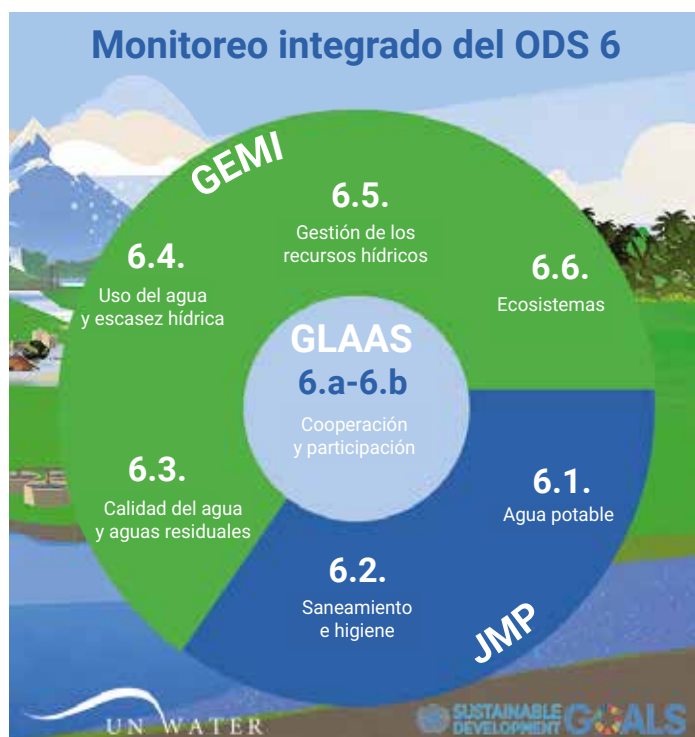 Monitoreo integrado del ODS 6
GEMI
6.5.
Gestión de los
recursos hídricos
6.4.
Uso del agua
y escasez hídrica
6.6.
Ecosistemas
GLAAS
6.a-6.b
Cooperación
y participación
6.3.
Calidad del agua
y aguas residuales
6.1.
Agua potable
6.2.
Saneamiento
e higiene
JMP
UN WATER
SUSTAINABLE
DEVELOPMENT
GOALS